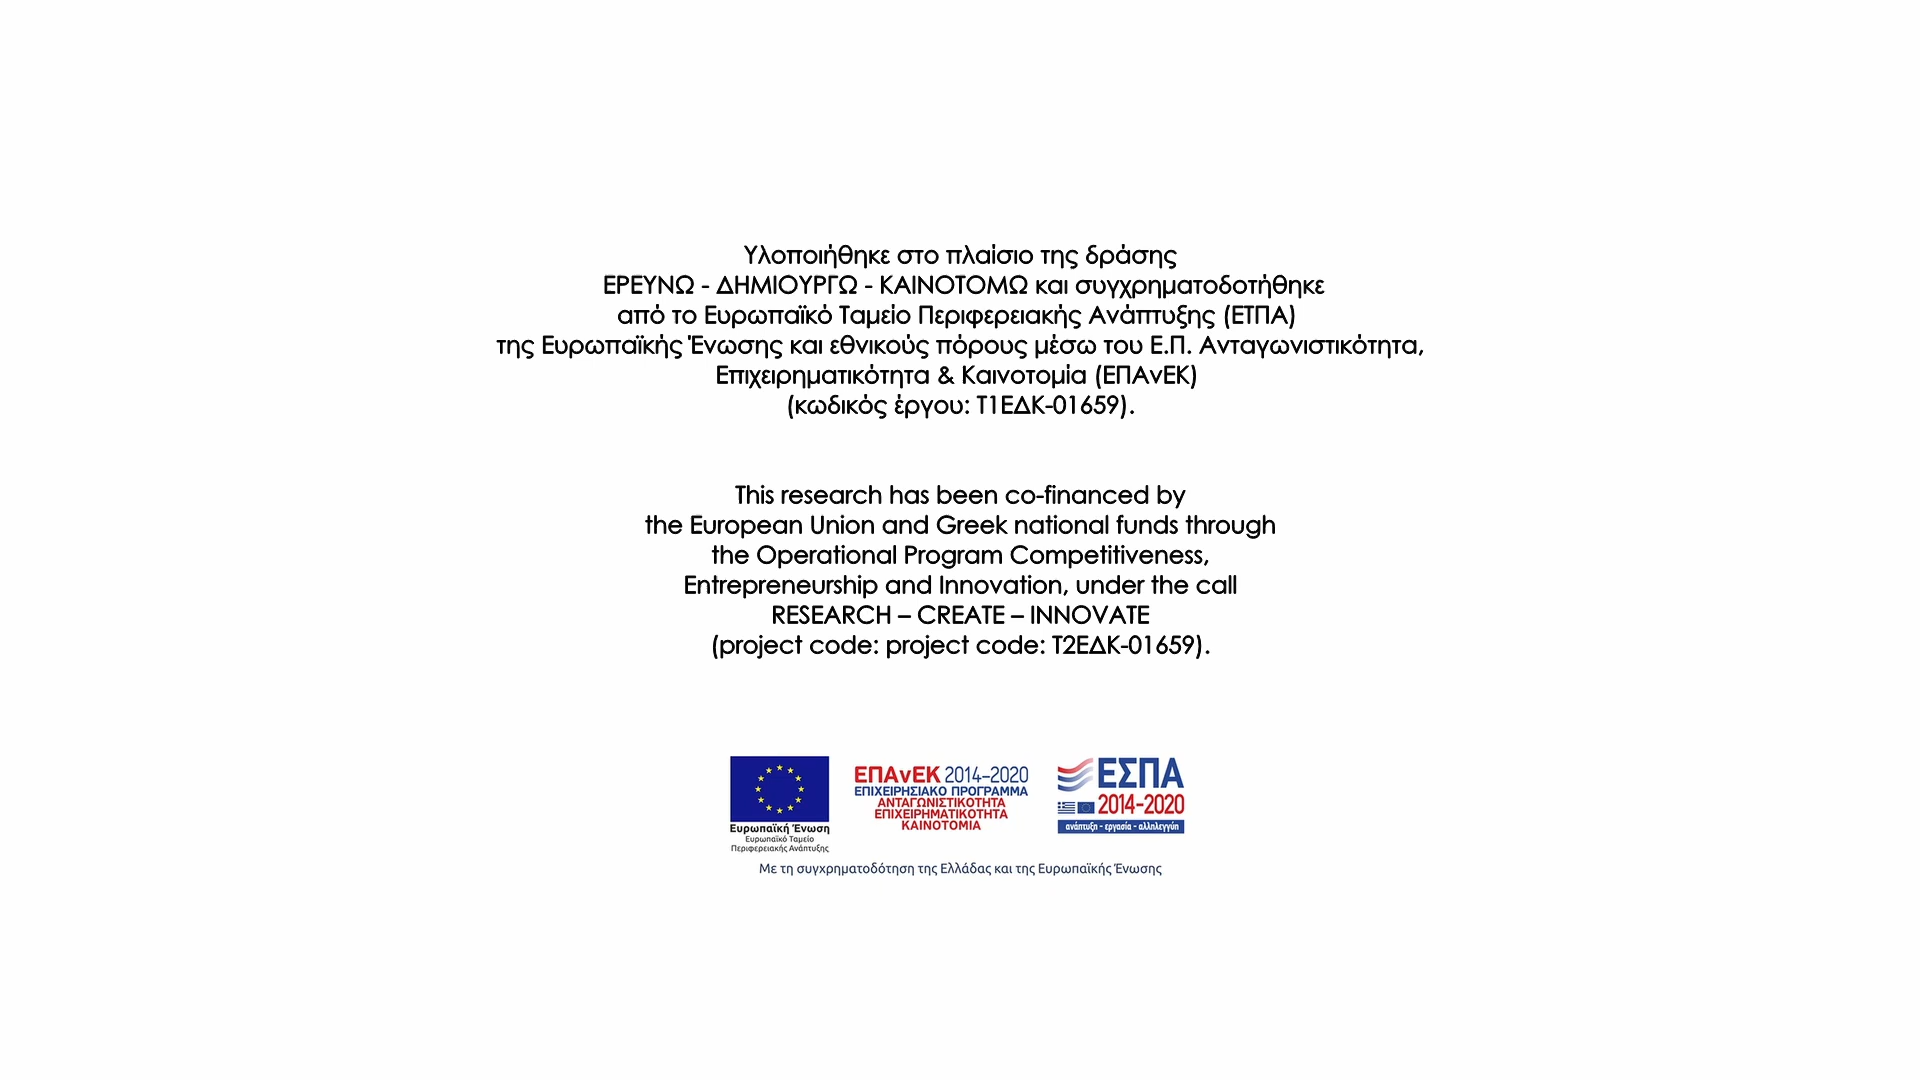 Υλοποιήθηκε στο πλαίσιο της δράσης
ΕΡΕΥΝΩ - ΔΗΜΙΟΥΡΓΩ - ΚΑΙΝΟΤΟΜΩ και συγχρηματοδοτήθηκε
από το Ευρωπαϊκό Ταμείο Περιφερειακής Ανάπτυξης (ΕΤΠΑ)
της Ευρωπαϊκής Ένωσης και εθνικούς πόρους μέσω του Ε.Π. Ανταγωνιστικότητα,
Επιχειρηματικότητα & Καινοτομία (ΕΠΑνΕΚ)
(κωδικός έργου: Τ1ΕΔΚ-01659).
This research has been co-financed by
the European Union and Greek national funds through
the Operational Program Competitiveness,
Entrepreneurship and Innovation, under the call
RESEARCH – CREATE – INNOVATE
(project code: project code: Τ2ΕΔΚ-01659).
Ευρωπαϊκή Ένωση
Ευρωπαϊκό Ταμείο
Περιφερειακής Ανάπτυξης
ΕΠΑνΕΚ 2014–2020
ΕΠΙΧΕΙΡΗΣΙΑΚΟ ΠΡΟΓΡΑΜΜΑ
ΑΝΤΑΓΩΝΙΣΤΙΚΟΤΗΤΑ
ΕΠΙΧΕΙΡΗΜΑΤΙΚΟΤΗΤΑ
ΚΑΙΝΟΤΟΜΙΑ
ΕΣΠΑ
2014-2020
ανάπτυξη - εργασία - αλληλεγγύη
Με τη συγχρηματοδότηση της Ελλάδας και της Ευρωπαϊκής Ένωσης